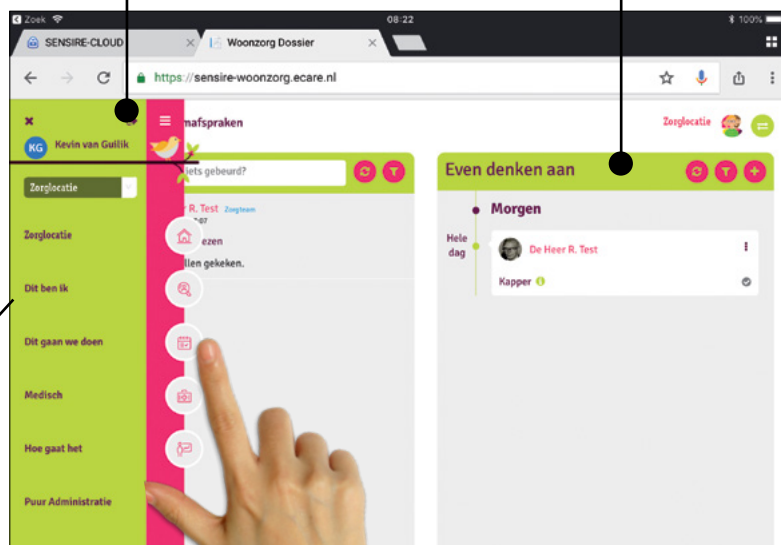 Zoek 08:22 100%
SENSIRE-CLOUD Woonzorg Dossier
https://sensire-woonzorg.ecare.nl
mafspraken Zorglocatie
KG Kevin van Gullik
iets gebeurd? Even denken aan
Zorglocatie
R. Test Zorgteam Morgen
Zorglocatie ezen Hele dag De Heer R. Test
llen gekeken.
Kapper
Dit ben ik
Dit gaan we doen
Medisch
Hoe gaat het
Puur Administratie